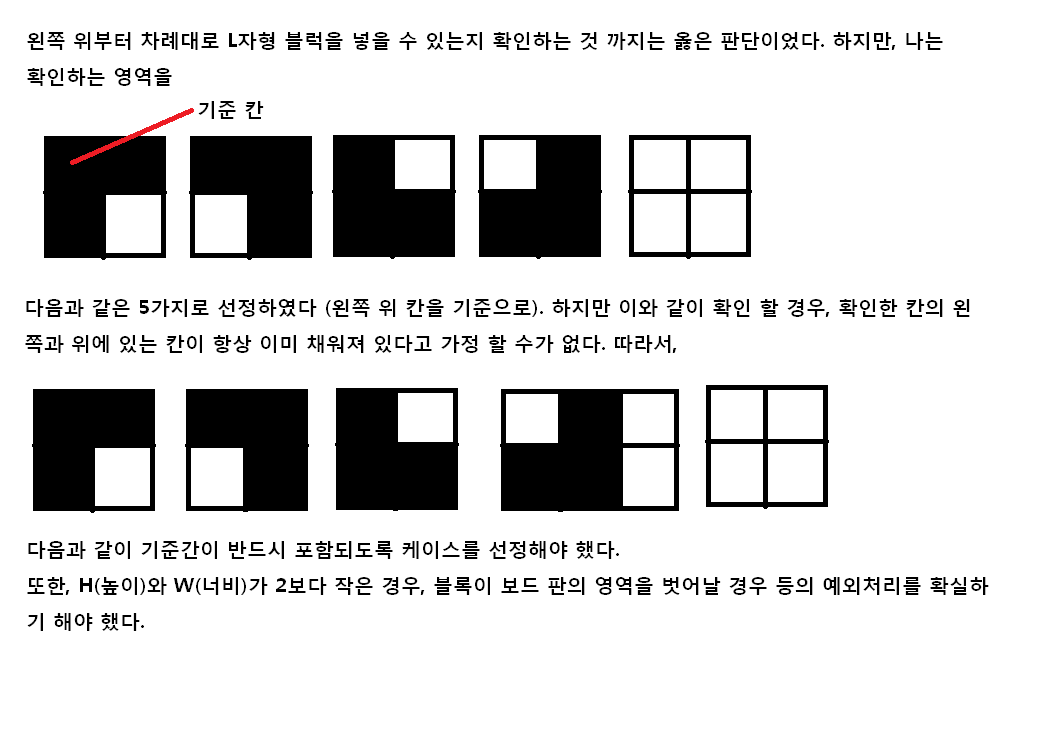 왼쪽 위부터 차례대로 L자형 블럭을 넣을 수 있는지 확인하는 것 까지는 옳은 판단이었다. 하지만, 나는
확인하는 영역을
기준 칸
다음과 같은 5가지로 선정하였다 (왼쪽 위 칸을 기준으로). 하지만 이와 같이 확인 할 경우, 확인한 칸의 왼
쪽과 위에 있는 칸이 항상 이미 채워져 있다고 가정 할 수가 없다. 따라서,
다음과 같이 기준간이 반드시 포함되도록 케이스를 선정해야 했다.
또한, H(높이)와 W(너비)가 2보다 작은 경우, 블록이 보드 판의 영역을 벗어날 경우 등의 예외처리를 확실하
기 해야 했다.